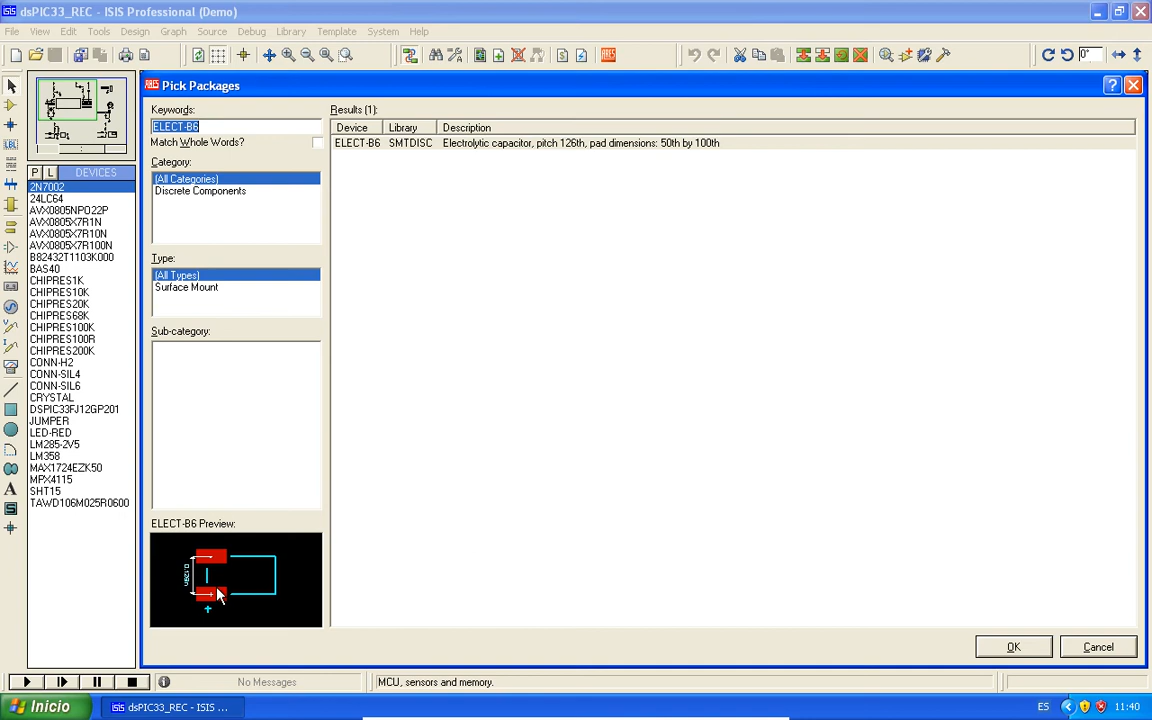 dsPIC33_REC - ISIS Professional (Demo)
File View Edit Tools Design Graph Source Debug Library Template System Help
0°
Pick Packages
Keywords:
ELECT-B6
Match Whole Words?
Category:
(All Categories)
Discrete Components
Type:
(All Types)
Surface Mount
Sub-category:
ELECT-B6 Preview:
0.126in
Results (1):
Device Library Description
ELECT-B6 SMTDISC Electrolytic capacitor, pitch 126th, pad dimensions: 50th by 100th
OK Cancel
P L DEVICES
2N7002
24LC64
AVX0805NPO22P
AVX0805X7R1N
AVX0805X7R10N
AVX0805X7R100N
B82432T1103K000
BAS40
CHIPRES1K
CHIPRES10K
CHIPRES20K
CHIPRES68K
CHIPRES100K
CHIPRES100R
CHIPRES200K
CONN-H2
CONN-SIL4
CONN-SIL6
CRYSTAL
DSPIC33FJ12GP201
JUMPER
LED-RED
LM285-2V5
LM358
MAX1724EZK50
MPX4115
SHT15
TAWD106M025R0600
LBL
A
No Messages
MCU, sensors and memory.
Inicio
dsPIC33_REC - ISIS ...
ES
11:40